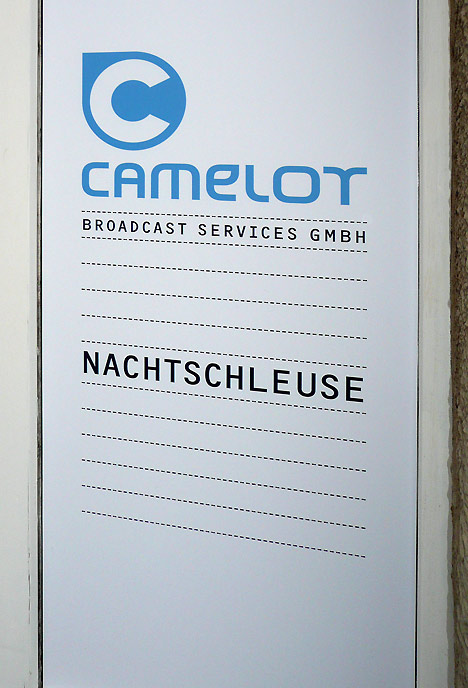 CAMELOT
BROADCAST SERVICES GMBH
NACHTSCHLEUSE